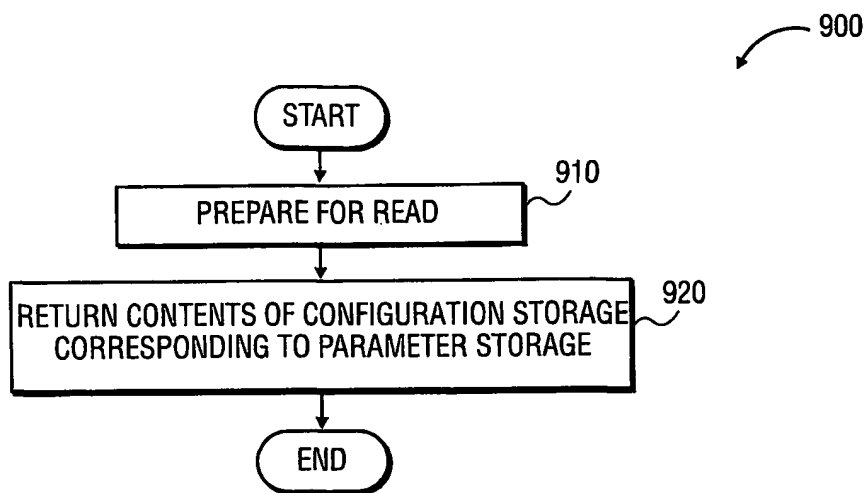 900
START
910
PREPARE FOR READ
920
RETURN CONTENTS OF CONFIGURATION STORAGE
CORRESPONDING TO PARAMETER STORAGE
END